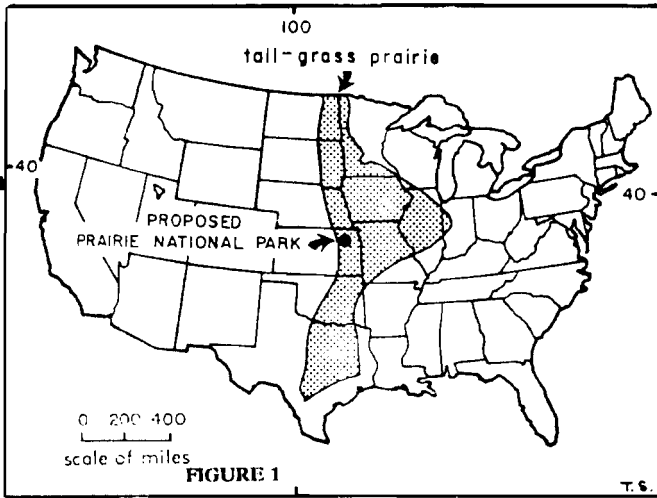 100
tall-grass prairie
40
40
PROPOSED
PRAIRIE NATIONAL PARK
0 200 400
scale of miles
FIGURE 1
T. S.